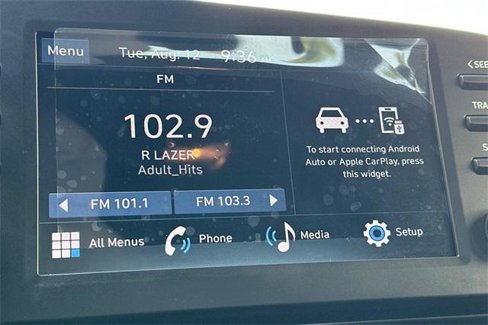 Menu
Tue, Aug. 12 9:36
FM
102.9
R LAZER
Adult_Hits
FM 101.1
FM 103.3
To start connecting Android
Auto or Apple CarPlay, press
this widget.
All Menus
Phone
Media
Setup